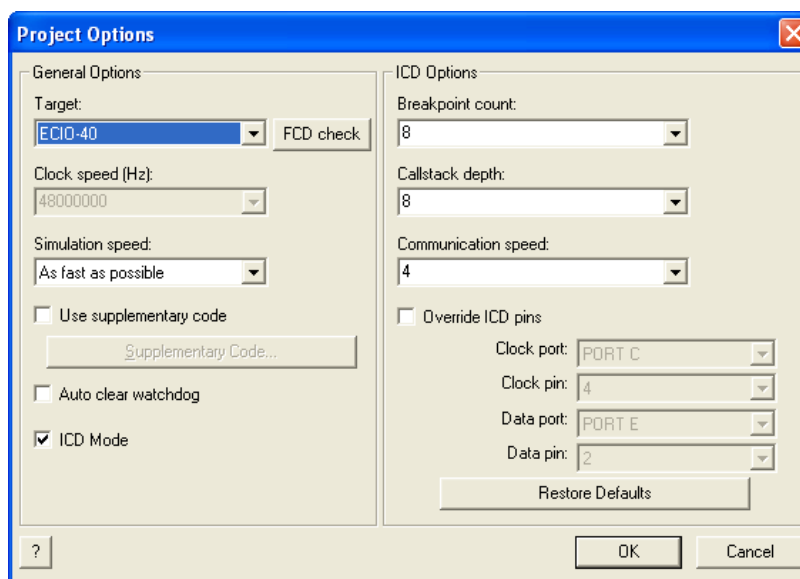 Project Options
General Options
Target:
ECIO-40
FCD check
Clock speed (Hz):
48000000
Simulation speed:
As fast as possible
Use supplementary code
Supplementary Code...
Auto clear watchdog
ICD Mode
ICD Options
Breakpoint count:
8
Callstack depth:
8
Communication speed:
4
Override ICD pins
Clock port: PORT C
Clock pin: 4
Data port: PORT E
Data pin: 2
Restore Defaults
?
OK
Cancel